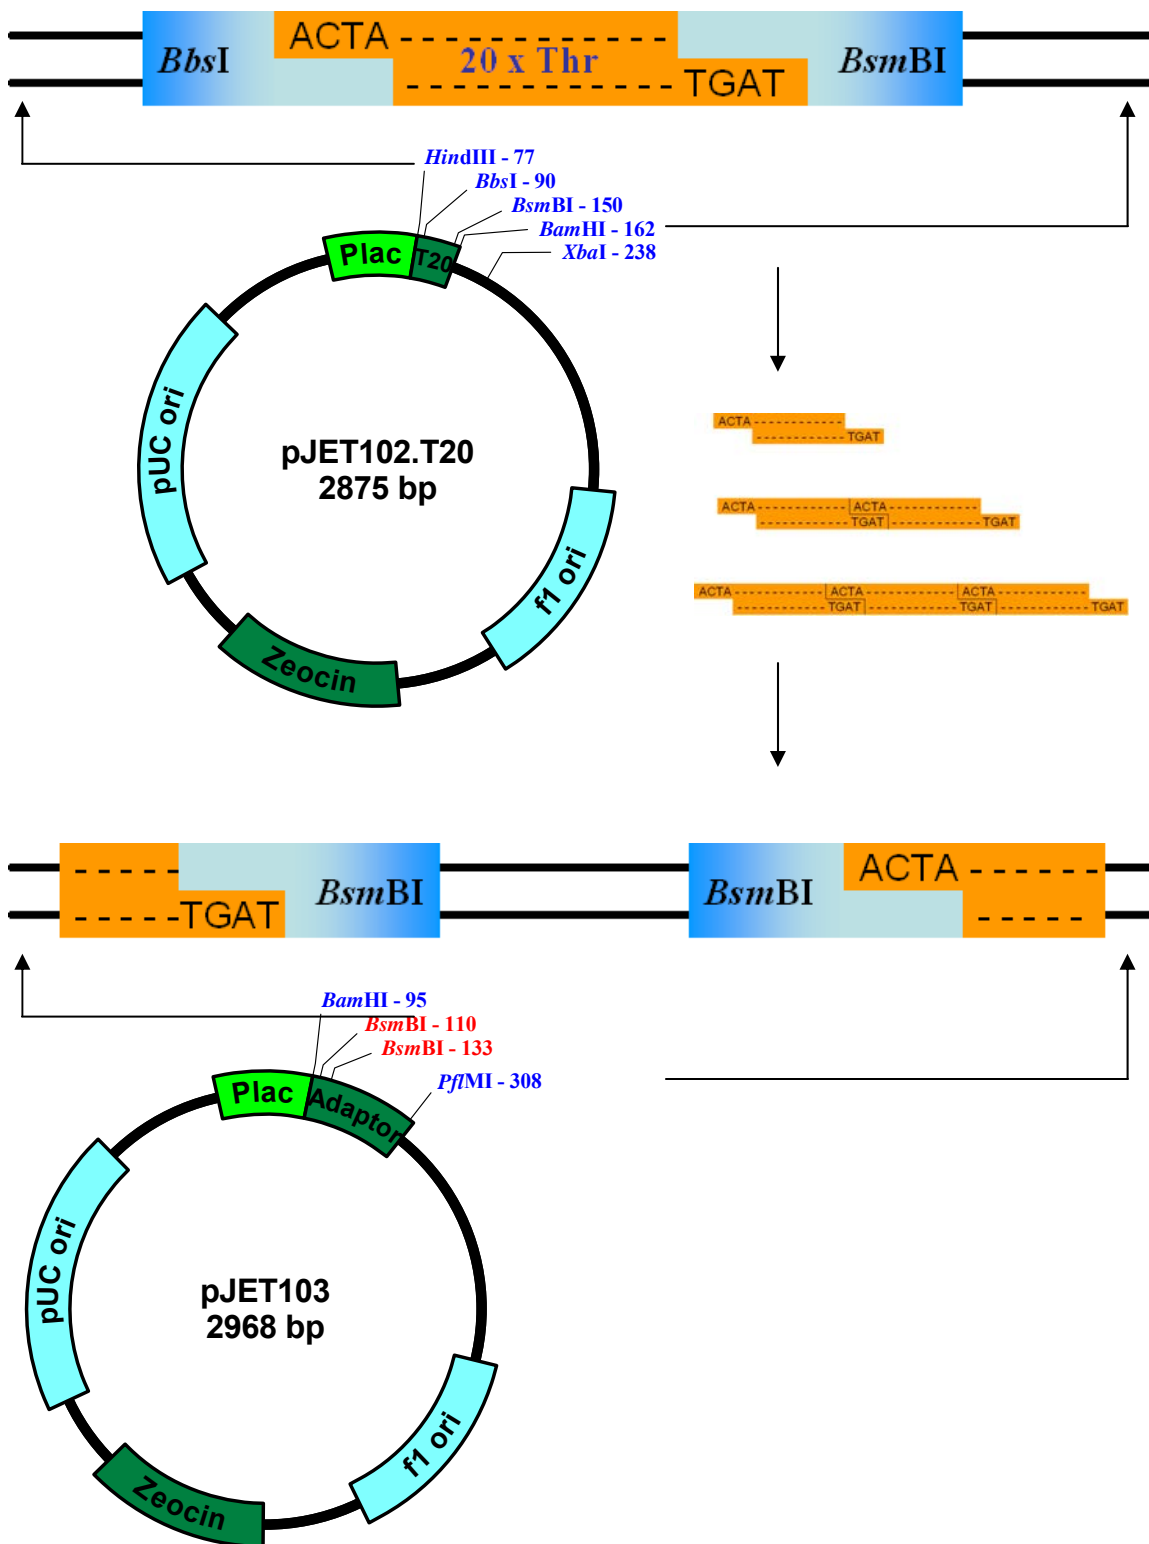 BbsI ACTA - - - - - - - - - - - - BsmBI
20 x Thr
- - - - - - - - - - - - TGAT
HindIII - 77
BbsI - 90
BsmBI - 150
BamHI - 162
XbaI - 238
Plac T20
pUC ori
pJET102.T20
2875 bp
f1 ori
Zeocin
ACTA - - - - - - - - - - - - - -
- - - - - - - - - - - - - - TGAT
ACTA - - - - - - - - - - - - - - ACTA - - - - - - - - - - - - - -
- - - - - - - - - - - - - - TGAT - - - - - - - - - - - - - - TGAT
ACTA - - - - - - - - - - - - - - ACTA - - - - - - - - - - ACTA - - - - - - - - - - - - - -
- - - - - - - - - - - - - - TGAT - - - - - - - - - - TGAT - - - - - - - - - - - - - - TGAT
- - - - - BsmBI
- - - - - TGAT
BsmBI ACTA - - - - - -
- - - - -
BamHI - 95
BsmBI - 110
BsmBI - 133
PflMI - 308
Plac Adaptor
pUC ori
pJET103
2968 bp
f1 ori
Zeocin